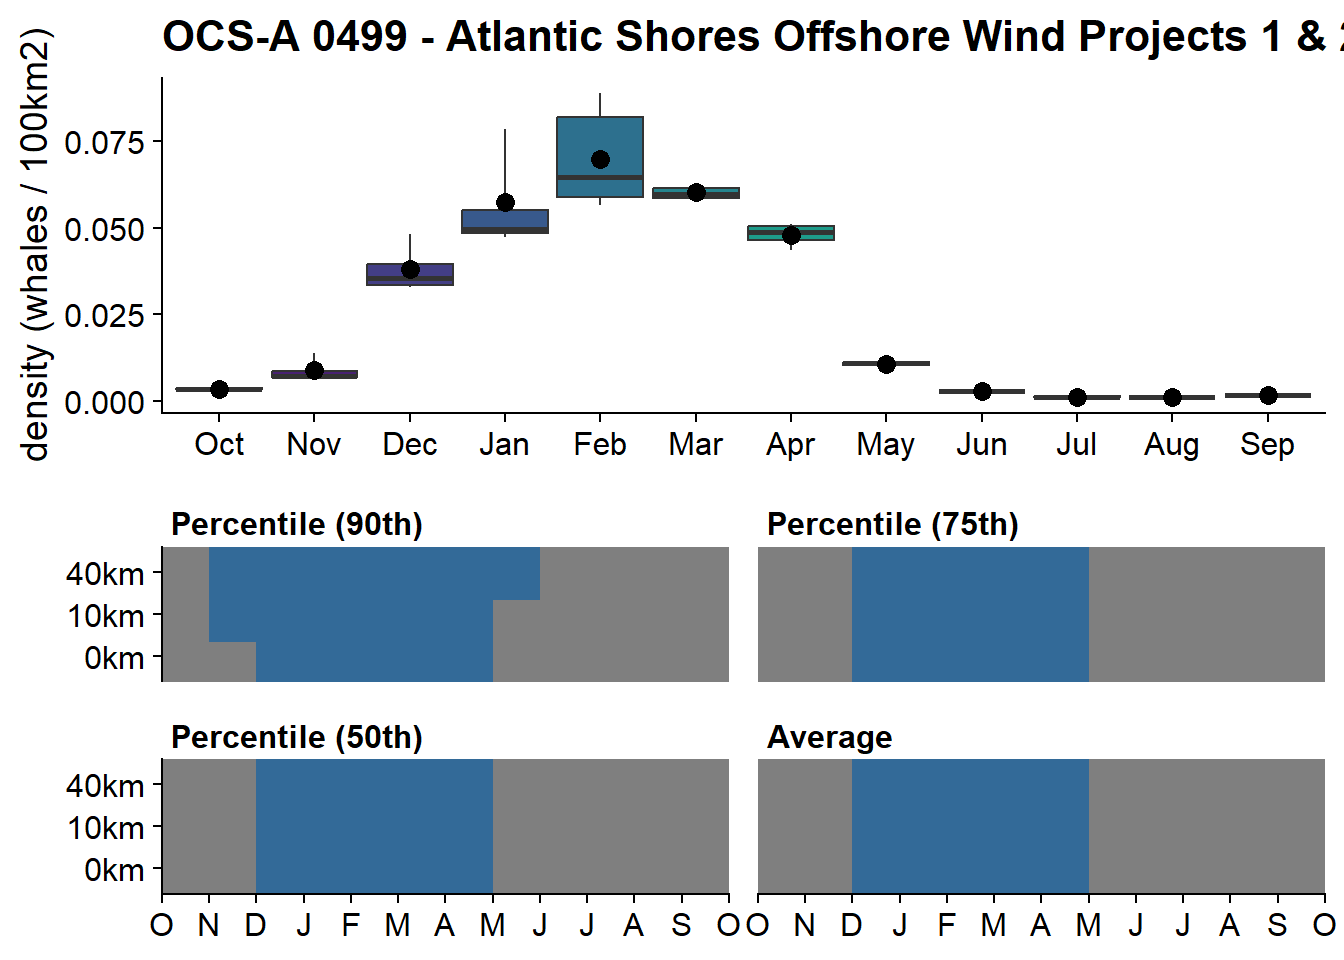 OCS-A 0499 - Atlantic Shores Offshore Wind Projects 1 & 2
density (whales / 100km2)
0.075
0.050
0.025
0.000
Oct Nov Dec Jan Feb Mar Apr May Jun Jul Aug Sep
Percentile (90th) Percentile (75th)
40km
10km
0km
Percentile (50th) Average
40km
10km
0km
O N D J F M A M J J A S O O N D J F M A M J J A S O